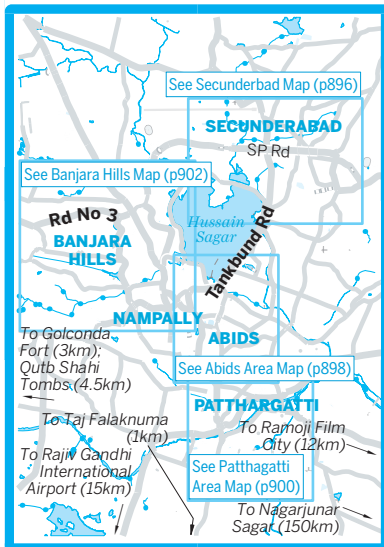 See Secunderbad Map (p896)
SECUNDERABAD
SP Rd
See Banjara Hills Map (p902)
Rd No 3
Hussain
Sagar
Tankbund Rd
BANJARA
HILLS
NAMPALLY
ABIDS
To Golconda
Fort (3km);
Qutb Shahi
Tombs (4.5km)
See Abids Area Map (p898)
PATTHARGATTI
To Taj Falaknuma
(1km)
To Ramoji Film
City (12km)
To Rajiv Gandhi
International
Airport (15km)
See Patthagatti
Area Map (p900)
To Nagarjunar
Sagar (150km)